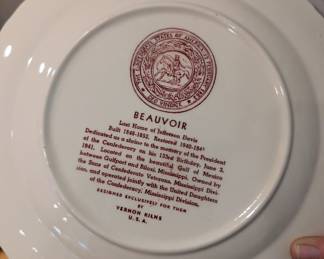 BEAUVOIR
Last Home of Jefferson Davis
Built 1848-1852. Restored 1940-1941
Dedicated as a shrine to the memory of the President
of the Confederacy on his 133rd Birthday, June 3,
1941. Located on the beautiful Gulf of Mexico
between Gulfport and Biloxi, Mississippi. Owned by
the Sons of Confederate Veterans, Mississippi Divi-
sion, and operated jointly with the United Daughters
of the Confederacy, Mississippi Division.
DESIGNED EXCLUSIVELY FOR THEM
BY
VERNON KILNS
U.S.A.